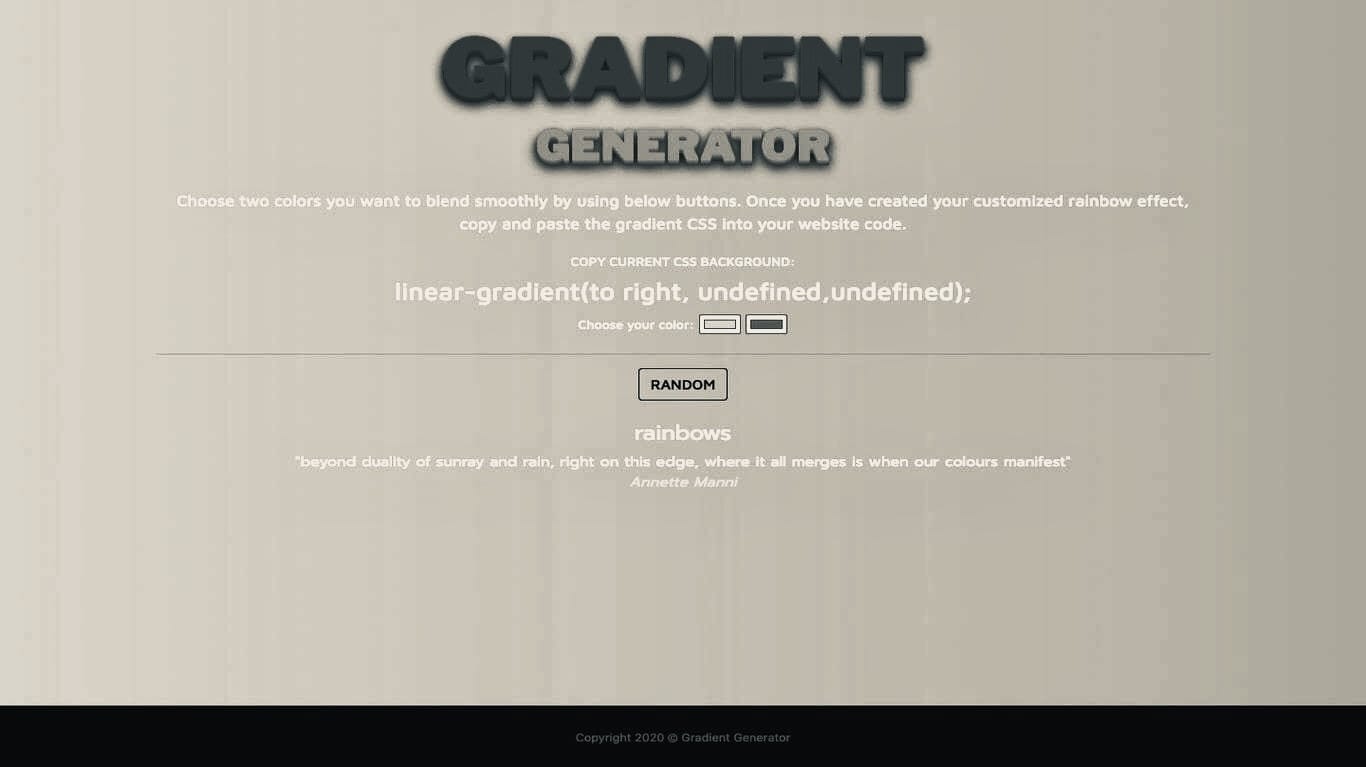 GRADIENT
GENERATOR
Choose two colors you want to blend smoothly by using below buttons. Once you have created your customized rainbow effect,
copy and paste the gradient CSS into your website code.
COPY CURRENT CSS BACKGROUND:
linear-gradient(to right, undefined,undefined);
Choose your color:
RANDOM
rainbows
"beyond duality of sunray and rain, right on this edge, where it all merges is when our colours manifest"
Annette Manni
Copyright 2020 © Gradient Generator